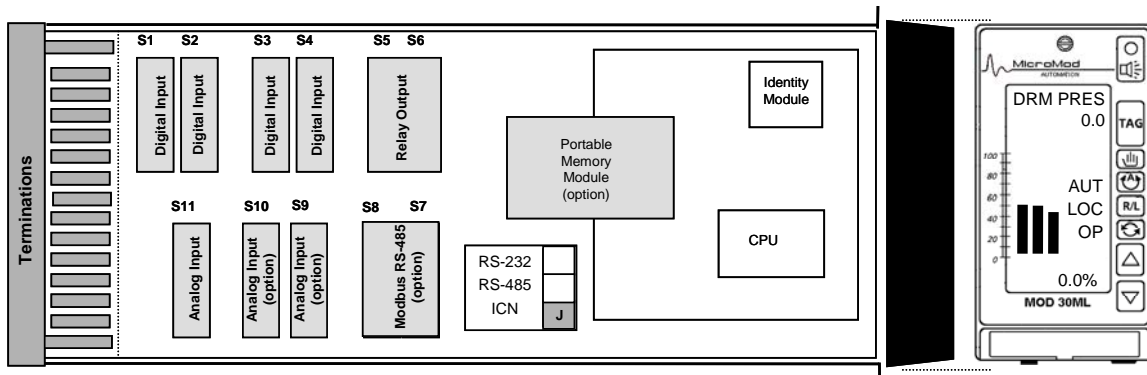 Terminations
S1 S2 S3 S4 S5 S6
Digital Input
Digital Input
Digital Input
Digital Input
Relay Output
S11 S10 S9 S8 S7
Analog Input
Analog Input
(option)
Analog Input
(option)
Modbus RS-485
(option)
RS-232
RS-485
ICN
J
Portable
Memory
Module
(option)
Identity
Module
CPU
MicroMod
AUTOMATION
DRM PRES
0.0
100
80
60
40
20
0
AUT
LOC
OP
0.0%
MOD 30ML
TAG
A
R/L